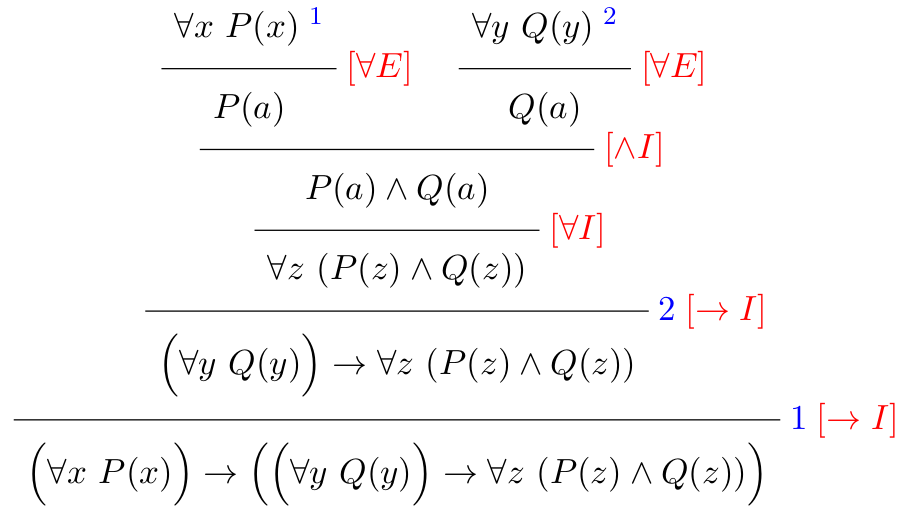 ∀x P(x) 1 ∀y Q(y) 2
[∀E] [∀E]
P(a) Q(a)
[∧I]
P(a) ∧ Q(a)
[∀I]
∀z (P(z) ∧ Q(z))
2 [→ I]
(∀y Q(y)) → ∀z (P(z) ∧ Q(z))
1 [→ I]
(∀x P(x)) → ((∀y Q(y)) → ∀z (P(z) ∧ Q(z)))